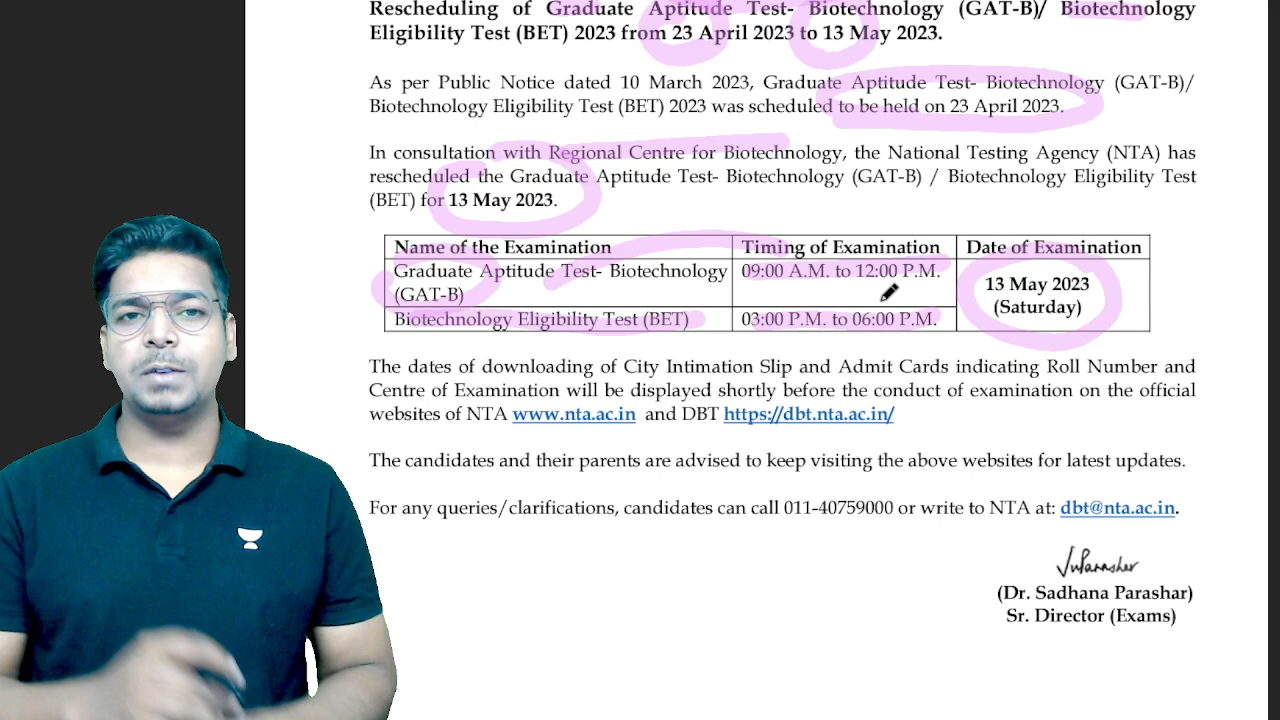 Rescheduling of Graduate Aptitude Test- Biotechnology (GAT-B)/ Biotechnology
Eligibility Test (BET) 2023 from 23 April 2023 to 13 May 2023.
As per Public Notice dated 10 March 2023, Graduate Aptitude Test- Biotechnology (GAT-B)/
Biotechnology Eligibility Test (BET) 2023 was scheduled to be held on 23 April 2023.
In consultation with Regional Centre for Biotechnology, the National Testing Agency (NTA) has
rescheduled the Graduate Aptitude Test- Biotechnology (GAT-B) / Biotechnology Eligibility Test
(BET) for 13 May 2023.
Name of the Examination Timing of Examination Date of Examination
Graduate Aptitude Test- Biotechnology 09:00 A.M. to 12:00 P.M.
(GAT-B)
13 May 2023
(Saturday)
Biotechnology Eligibility Test (BET) 03:00 P.M. to 06:00 P.M.
The dates of downloading of City Intimation Slip and Admit Cards indicating Roll Number and
Centre of Examination will be displayed shortly before the conduct of examination on the official
websites of NTA www.nta.ac.in and DBT https://dbt.nta.ac.in/
The candidates and their parents are advised to keep visiting the above websites for latest updates.
For any queries/clarifications, candidates can call 011-40759000 or write to NTA at: dbt@nta.ac.in.
(Dr. Sadhana Parashar)
Sr. Director (Exams)